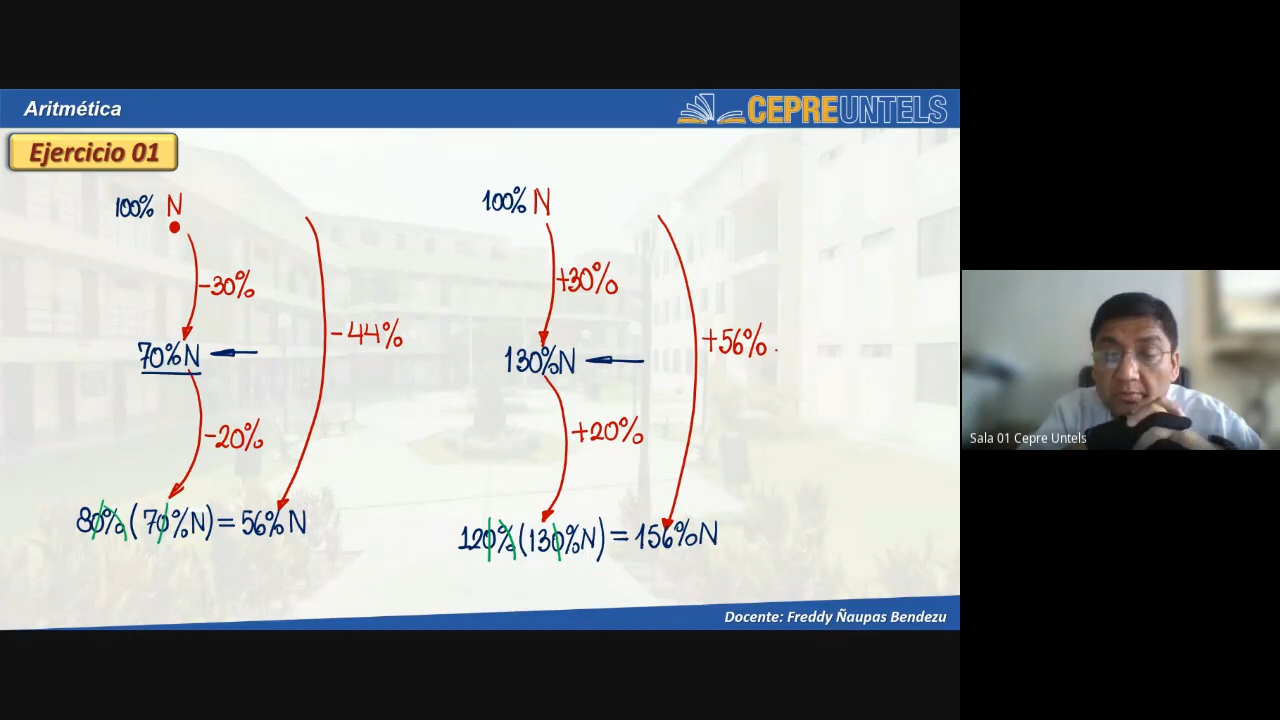 Aritmética
CEPREUNTELS
Ejercicio 01
100% N
-30%
70%N
-44%
-20%
80%(70%N)=56%N
100% N
+30%
130%N
+56%
+20%
120%(130%N)=156%N
Sala 01 Cepre Untels
Docente: Freddy Ñaupas Bendezu